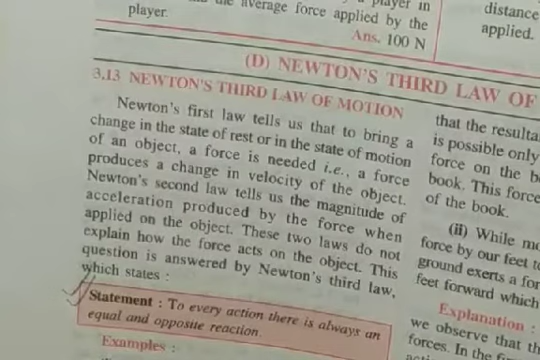 player.
average force applied by the
Ans. 100 N
player in
distance
applied.
(D) NEWTON'S THIRD LAW OF
3.13 NEWTON'S THIRD LAW OF MOTION
Newton's first law tells us that to bring a
change in the state of rest or in the state of motion
of an object, a force is needed i.e., a force
produces a change in velocity of the object.
Newton's second law tells us the magnitude of
acceleration produced by the force when
applied on the object. These two laws do not
explain how the force acts on the object. This
question is answered by Newton's third law,
which states :
Statement : To every action there is always an
equal and opposite reaction.
Examples :
that the
is possible only
force on the
book. This force
of the book.
(ii) While
force by our feet
ground exerts a
feet forward which
Explanation :
we observe that
forces. In the